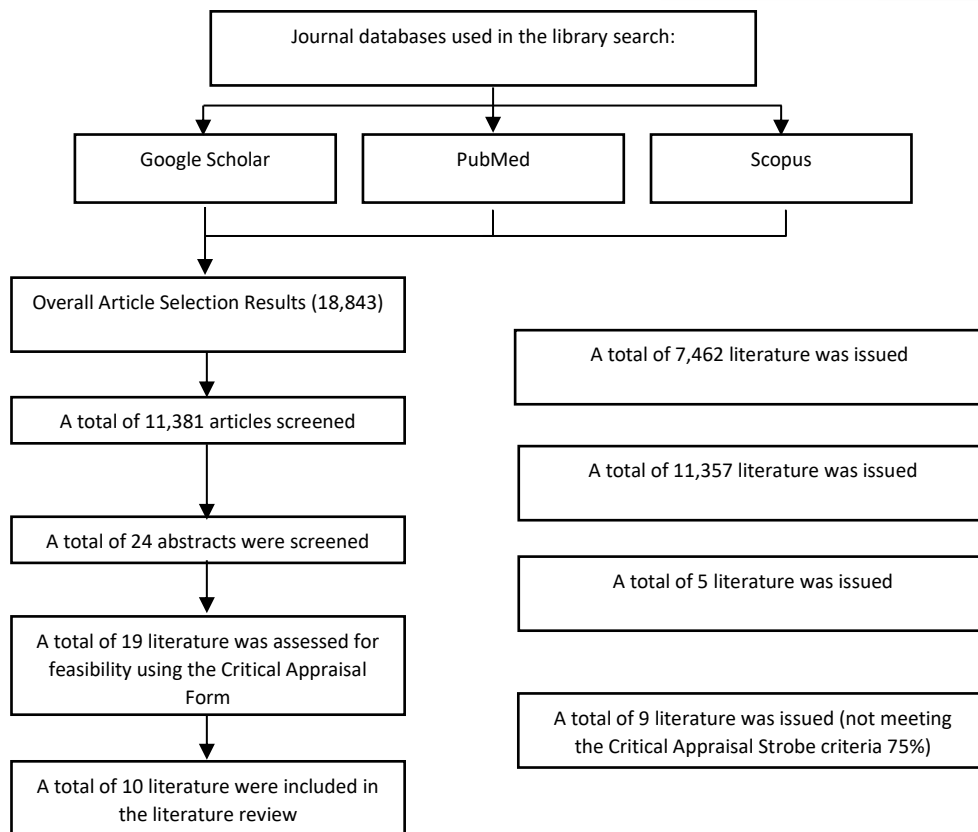 Journal databases used in the library search:
Google Scholar
PubMed
Scopus
Overall Article Selection Results (18,843)
A total of 7,462 literature was issued
A total of 11,381 articles screened
A total of 11,357 literature was issued
A total of 24 abstracts were screened
A total of 5 literature was issued
A total of 19 literature was assessed for
feasibility using the Critical Appraisal
Form
A total of 9 literature was issued (not meeting
the Critical Appraisal Strobe criteria 75%)
A total of 10 literature were included in
the literature review